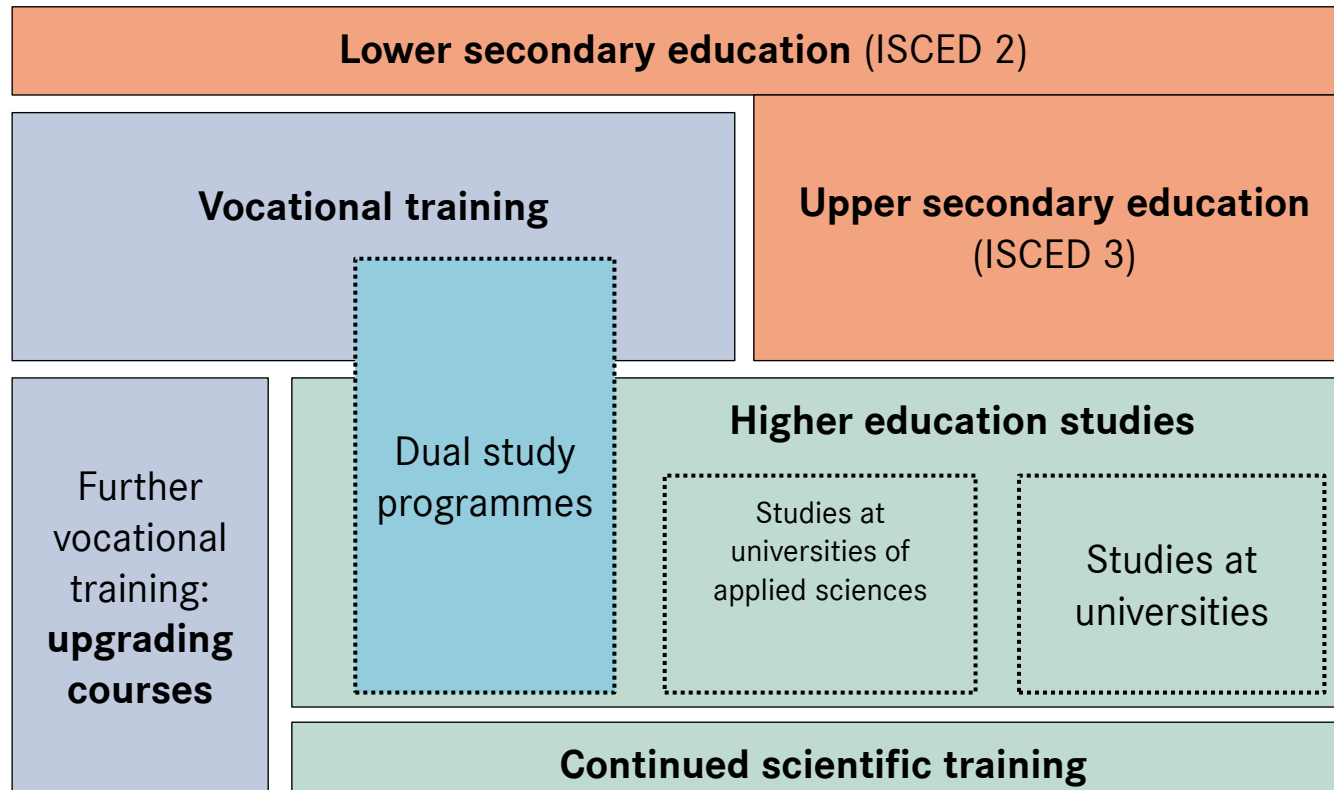 Lower secondary education (ISCED 2)
Vocational training
Upper secondary education
(ISCED 3)
Dual study
programmes
Higher education studies
Further
vocational
training:
upgrading
courses
Studies at
universities of
applied sciences
Studies at
universities
Continued scientific training